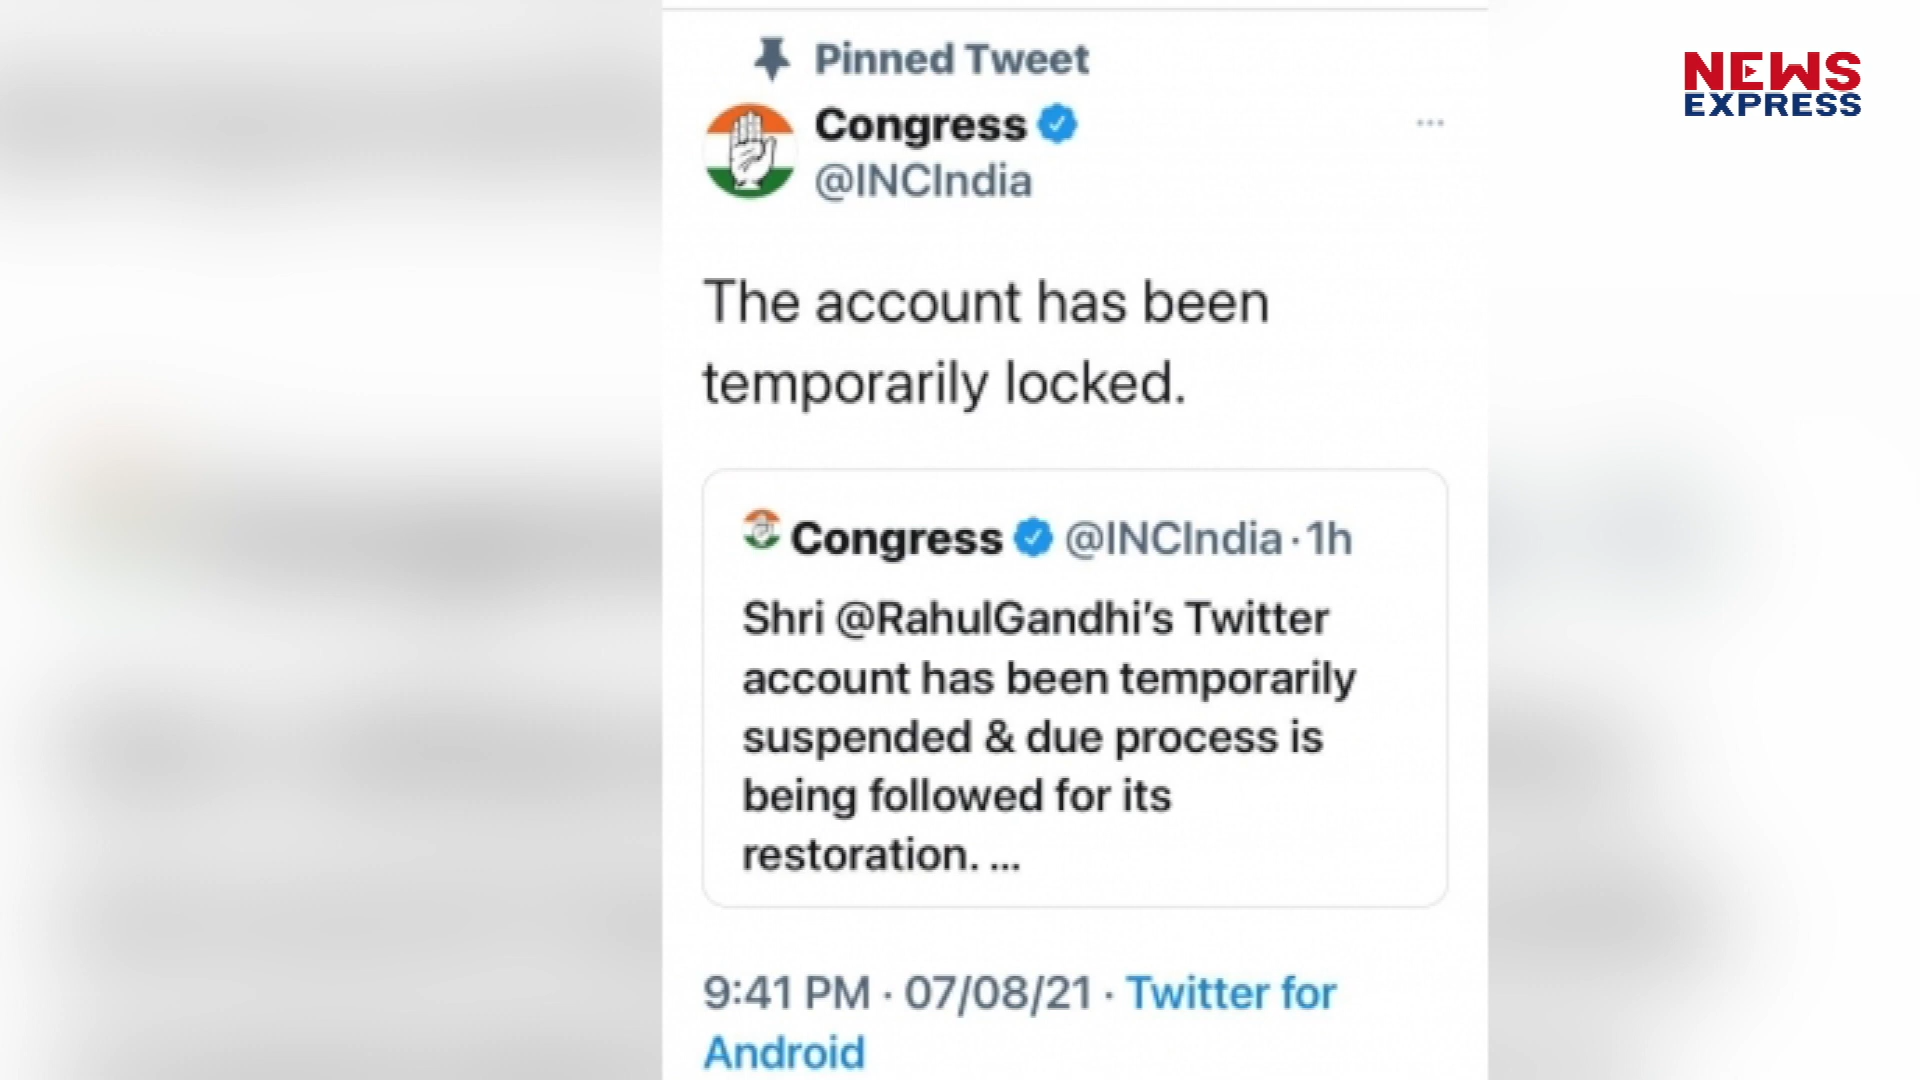 Pinned Tweet
NEWS
EXPRESS
Congress
@INCIndia
The account has been
temporarily locked.
Congress @INCIndia · 1h
Shri @RahulGandhi's Twitter
account has been temporarily
suspended & due process is
being followed for its
restoration. ...
9:41 PM · 07/08/21 · Twitter for
Android